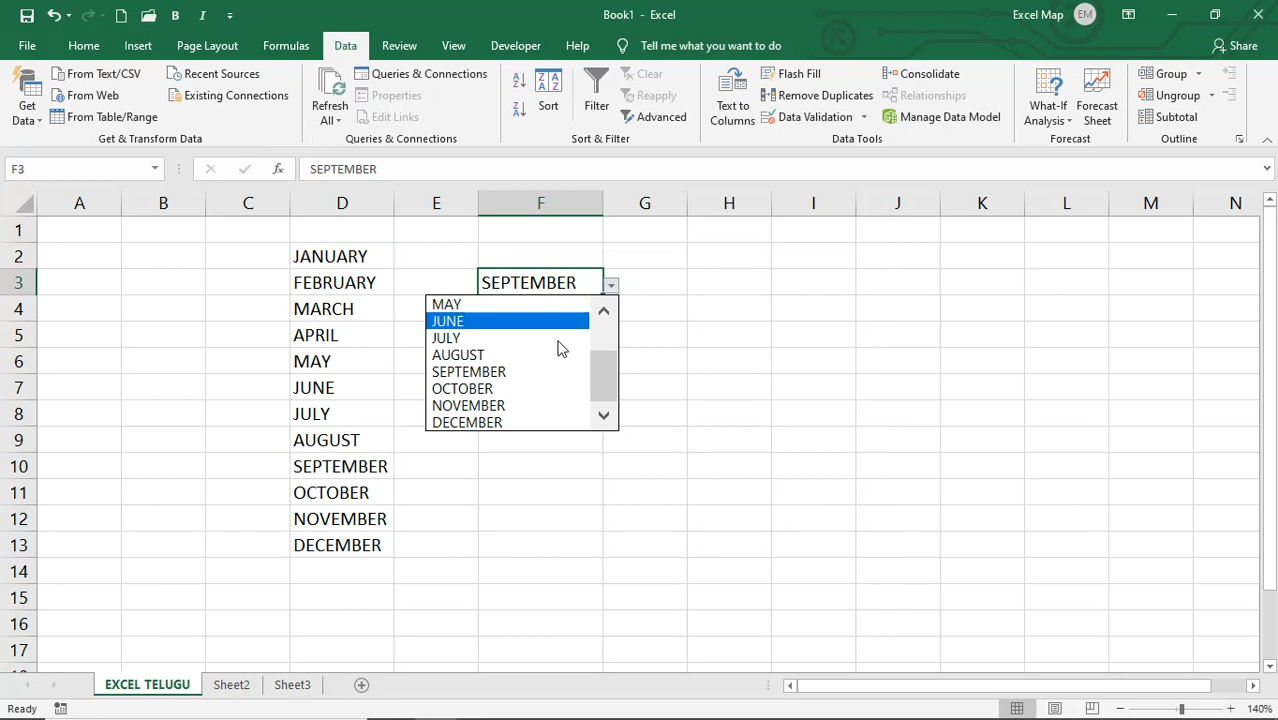 Book1 - Excel
Excel Map EM
File Home Insert Page Layout Formulas Data Review View Developer Help Tell me what you want to do Share
Get Data
From Text/CSV
From Web
From Table/Range
Recent Sources
Existing Connections
Get & Transform Data
Refresh All
Queries & Connections
Properties
Edit Links
Queries & Connections
Sort
Filter
Clear
Reapply
Advanced
Sort & Filter
Text to Columns
Flash Fill
Remove Duplicates
Data Validation
Consolidate
Relationships
Manage Data Model
Data Tools
What-If Analysis
Forecast Sheet
Forecast
Group
Ungroup
Subtotal
Outline
F3 fx SEPTEMBER
A B C D E F G H I J K L M N
1
2 JANUARY
3 FEBRUARY SEPTEMBER
4 MARCH
5 APRIL
6 MAY
7 JUNE
8 JULY
9 AUGUST
10 SEPTEMBER
11 OCTOBER
12 NOVEMBER
13 DECEMBER
14
15
16
17
MAY
JUNE
JULY
AUGUST
SEPTEMBER
OCTOBER
NOVEMBER
DECEMBER
EXCEL TELUGU Sheet2 Sheet3
Ready 140%